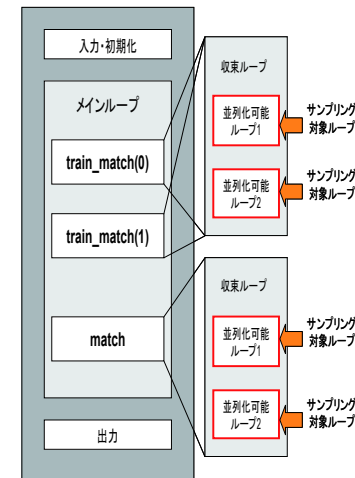 入力・初期化
メインループ
train_match(0)
train_match(1)
match
出力
収束ループ
並列化可能
ループ1
サンプリング
対象ループ
並列化可能
ループ2
サンプリング
対象ループ
収束ループ
並列化可能
ループ1
サンプリング
対象ループ
並列化可能
ループ2
サンプリング
対象ループ